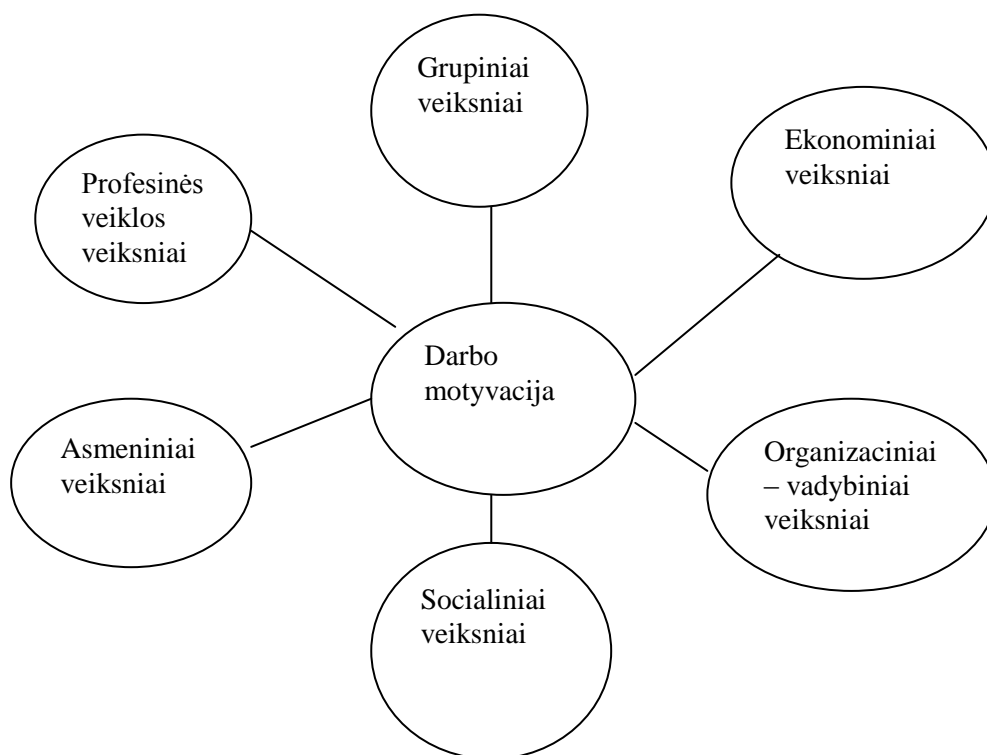 Grupiniai
veiksniai
Ekonominiai
veiksniai
Profesinės
veiklos
veiksniai
Darbo
motyvacija
Asmeniniai
veiksniai
Organizaciniai
– vadybiniai
veiksniai
Socialiniai
veiksniai